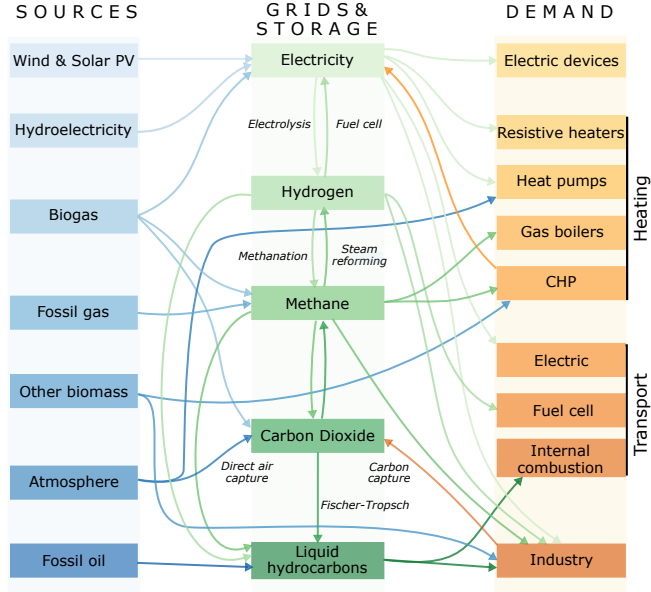 SOURCES
GRIDS &
STORAGE
DEMAND
Wind & Solar PV
Hydroelectricity
Biogas
Fossil gas
Other biomass
Atmosphere
Fossil oil
Electricity
Electrolysis
Fuel cell
Hydrogen
Methanation
Steam
reforming
Methane
Carbon Dioxide
Direct air
capture
Carbon
capture
Fischer-Tropsch
Liquid
hydrocarbons
Electric devices
Resistive heaters
Heat pumps
Gas boilers
CHP
Heating
Electric
Fuel cell
Internal
combustion
Transport
Industry